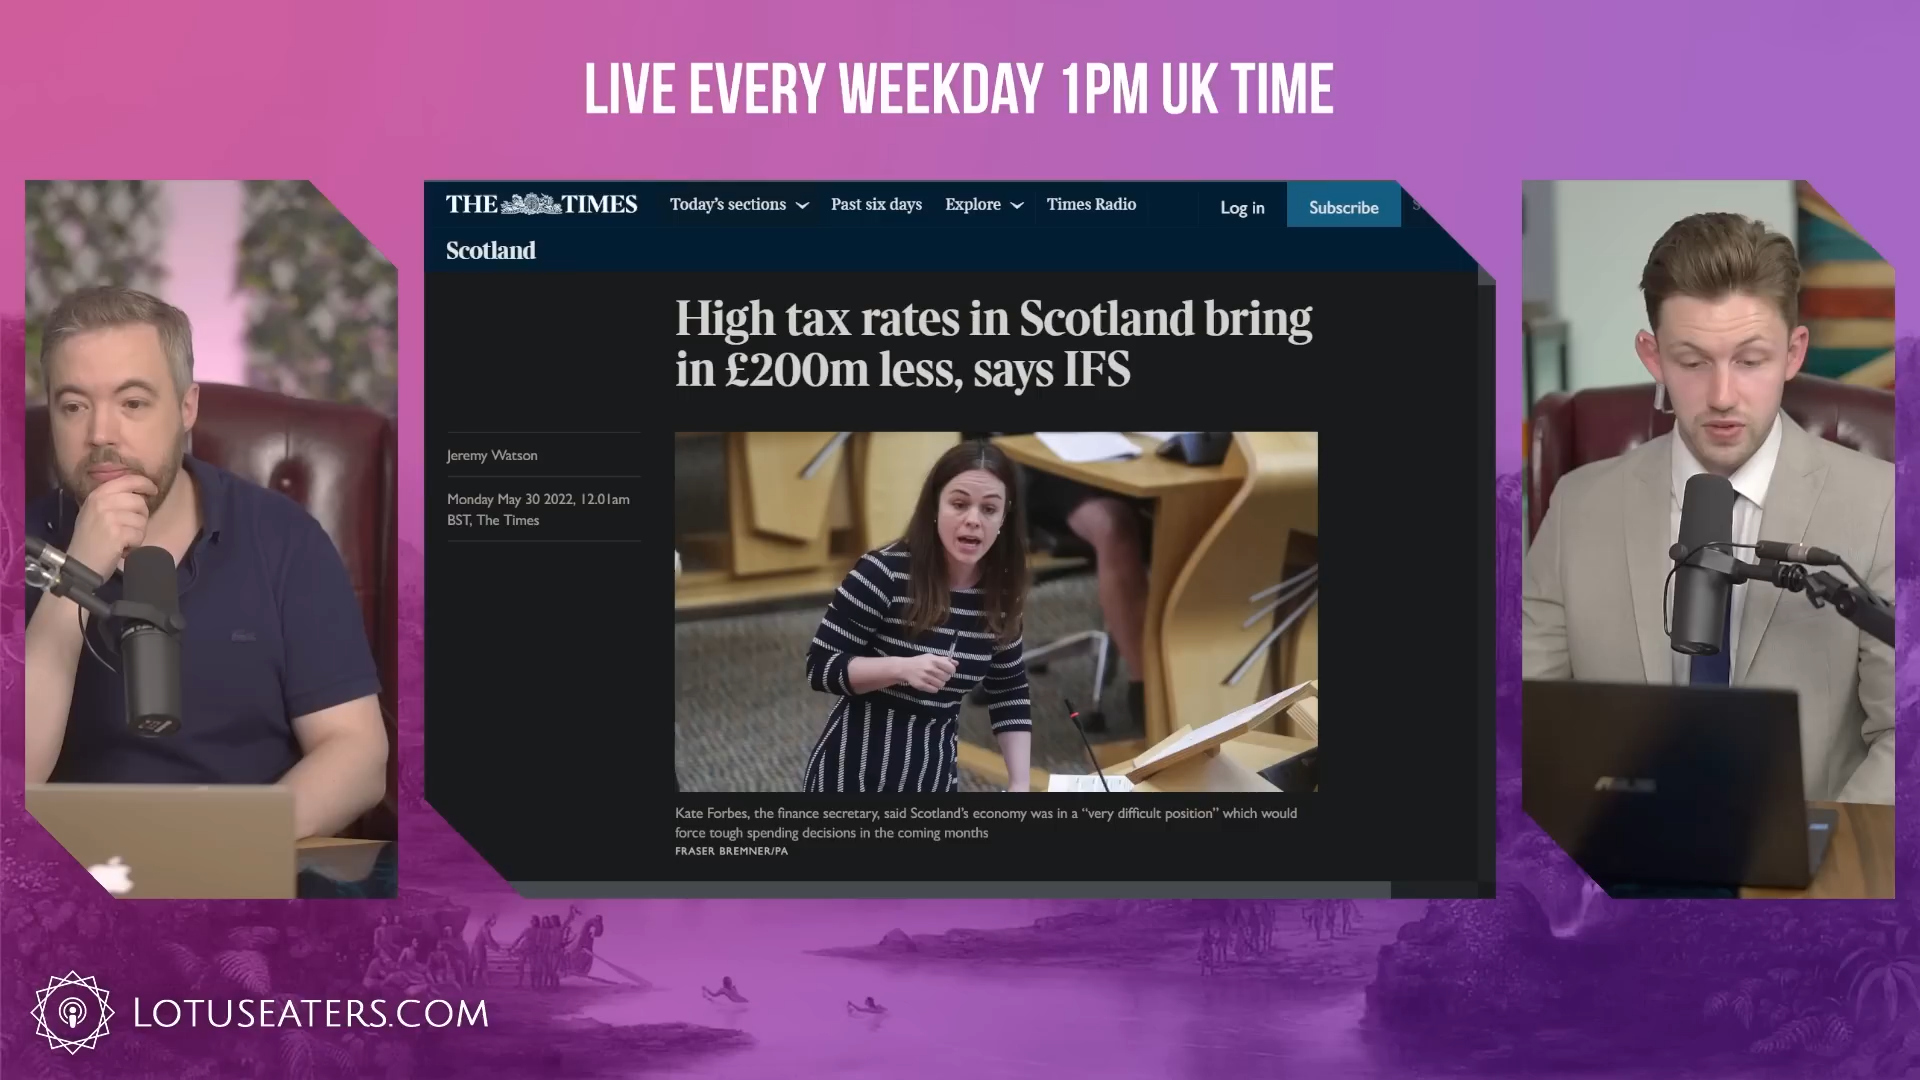 LIVE EVERY WEEKDAY 1PM UK TIME
THE TIMES
Today's sections
Past six days
Explore
Times Radio
Log in
Subscribe
Scotland
High tax rates in Scotland bring
in £200m less, says IFS
Jeremy Watson
Monday May 30 2022, 12.01am
BST, The Times
Kate Forbes, the finance secretary, said Scotland's economy was in a “very difficult position” which would
force tough spending decisions in the coming months
FRASER BREMNER/PA
ASUS
LOTUSEATERS.COM